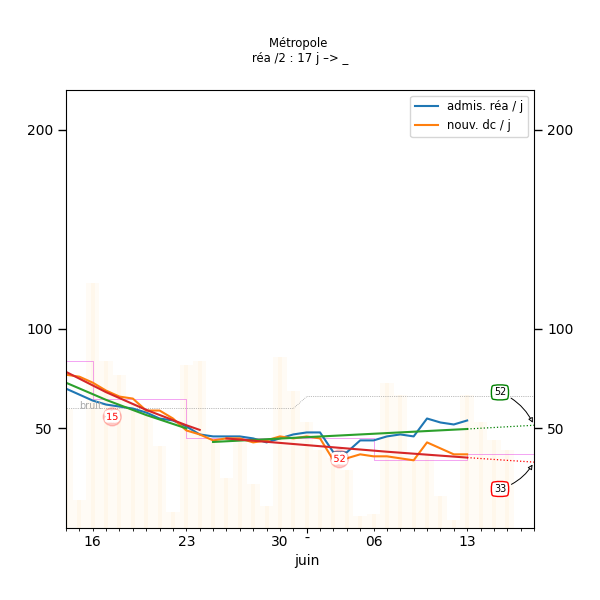 Métropole
réa /2 : 17 j –> _
admis. réa / j
nouv. dc / j
200
200
100
100
50
50
bruit
15
52
52
33
16
23
30
-
06
13
juin